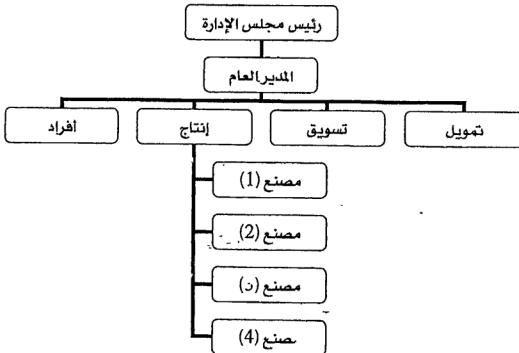 رئيس مجلس الإدارة
المدير العام
تمويل تسويق إنتاج أفراد
مصنع (1)
مصنع (2)
مصنع
صنع (4)